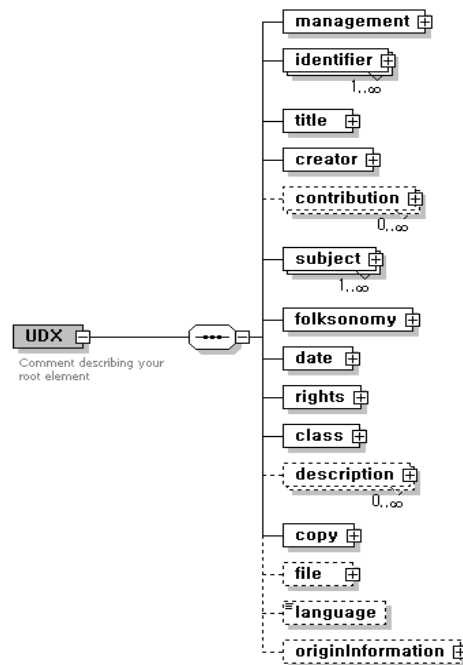 management
identifier
1..∞
title
creator
contribution
0..∞
subject
1..∞
UDX
Comment describing your
root element
folksonomy
date
rights
class
description
0..∞
copy
file
language
originInformation